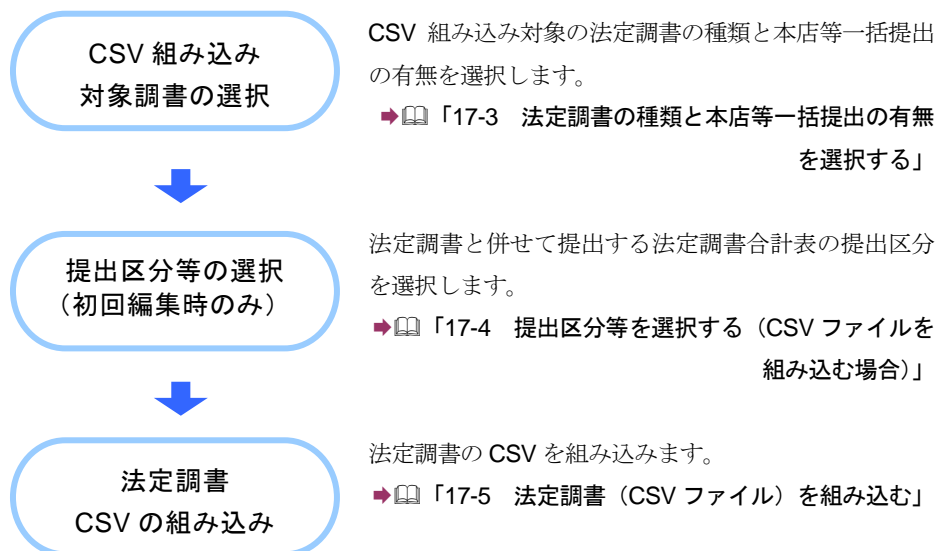 CSV 組み込み
対象調書の選択
CSV 組み込み対象の法定調書の種類と本店等一括提出
の有無を選択します。
➡🕮「17-3　法定調書の種類と本店等一括提出の有無
を選択する」
提出区分等の選択
（初回編集時のみ）
法定調書と併せて提出する法定調書合計表の提出区分
を選択します。
➡🕮「17-4　提出区分等を選択する（CSV ファイルを
組み込む場合）」
法定調書
CSV の組み込み
法定調書の CSV を組み込みます。
➡🕮「17-5　法定調書（CSV ファイル）を組み込む」